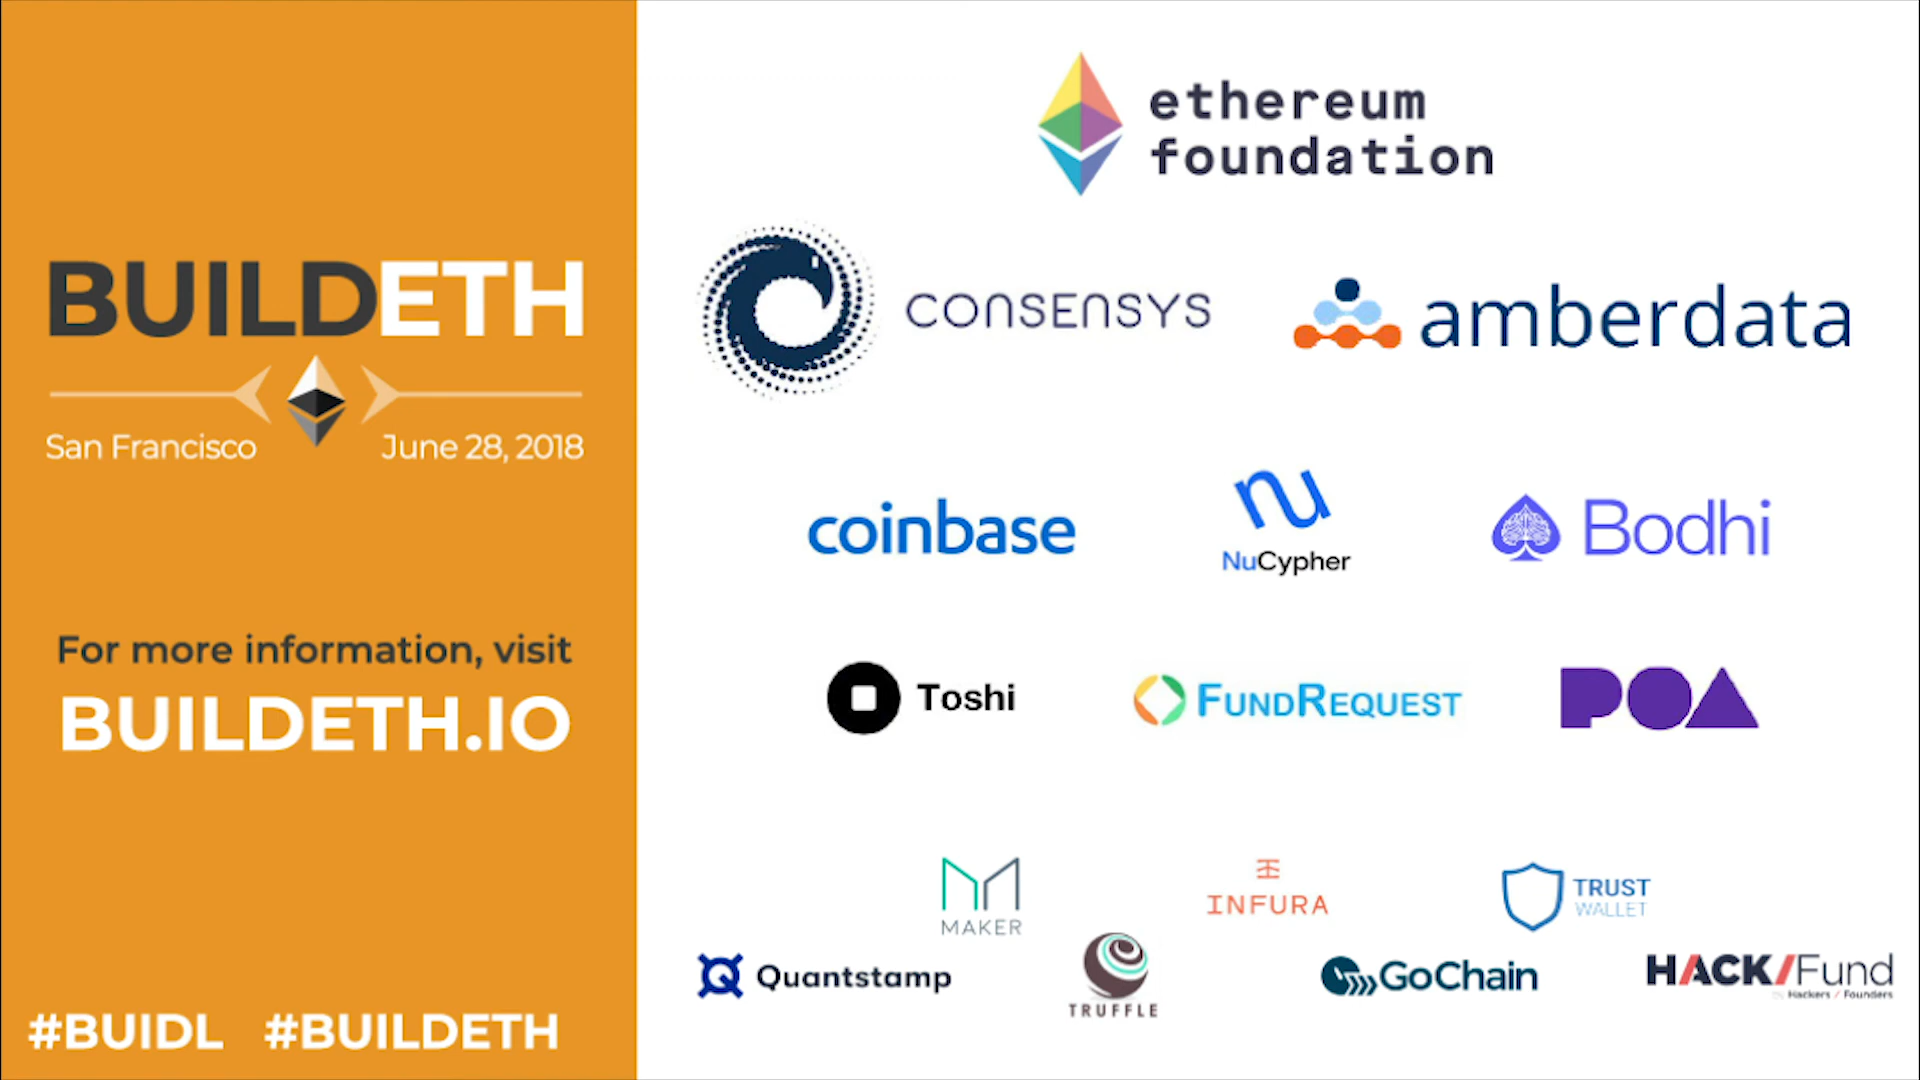 BUILDETH
San Francisco June 28, 2018
For more information, visit
BUILDETH.IO
#BUIDL #BUILDETH
ethereum
foundation
CONSENSYS
amberdata
coinbase
NuCypher
Bodhi
Toshi
FUNDREQUEST
POA
MAKER
INFURA
TRUST
WALLET
Quantstamp
TRUFFLE
GoChain
HACK/Fund
by Hackers / Founders